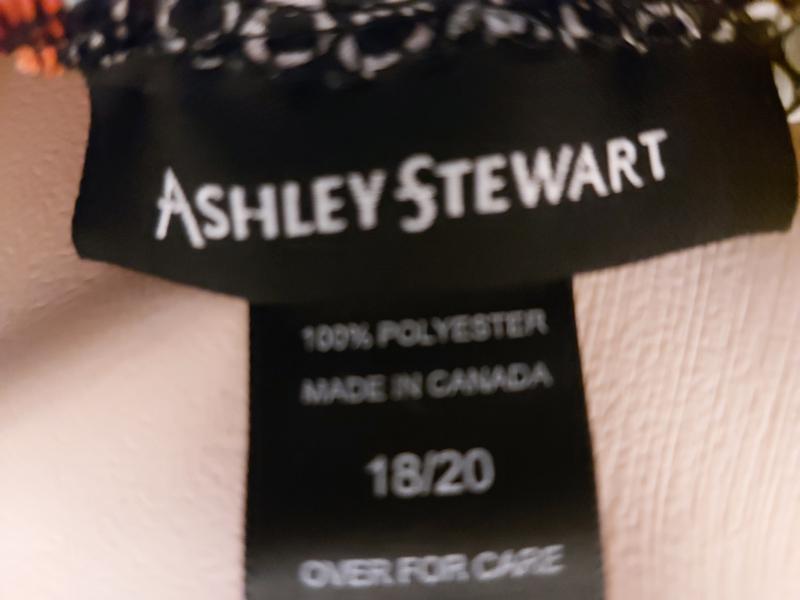 ASHLEY STEWART
100% POLYESTER
MADE IN CANADA
18/20
OVER FOR CARE